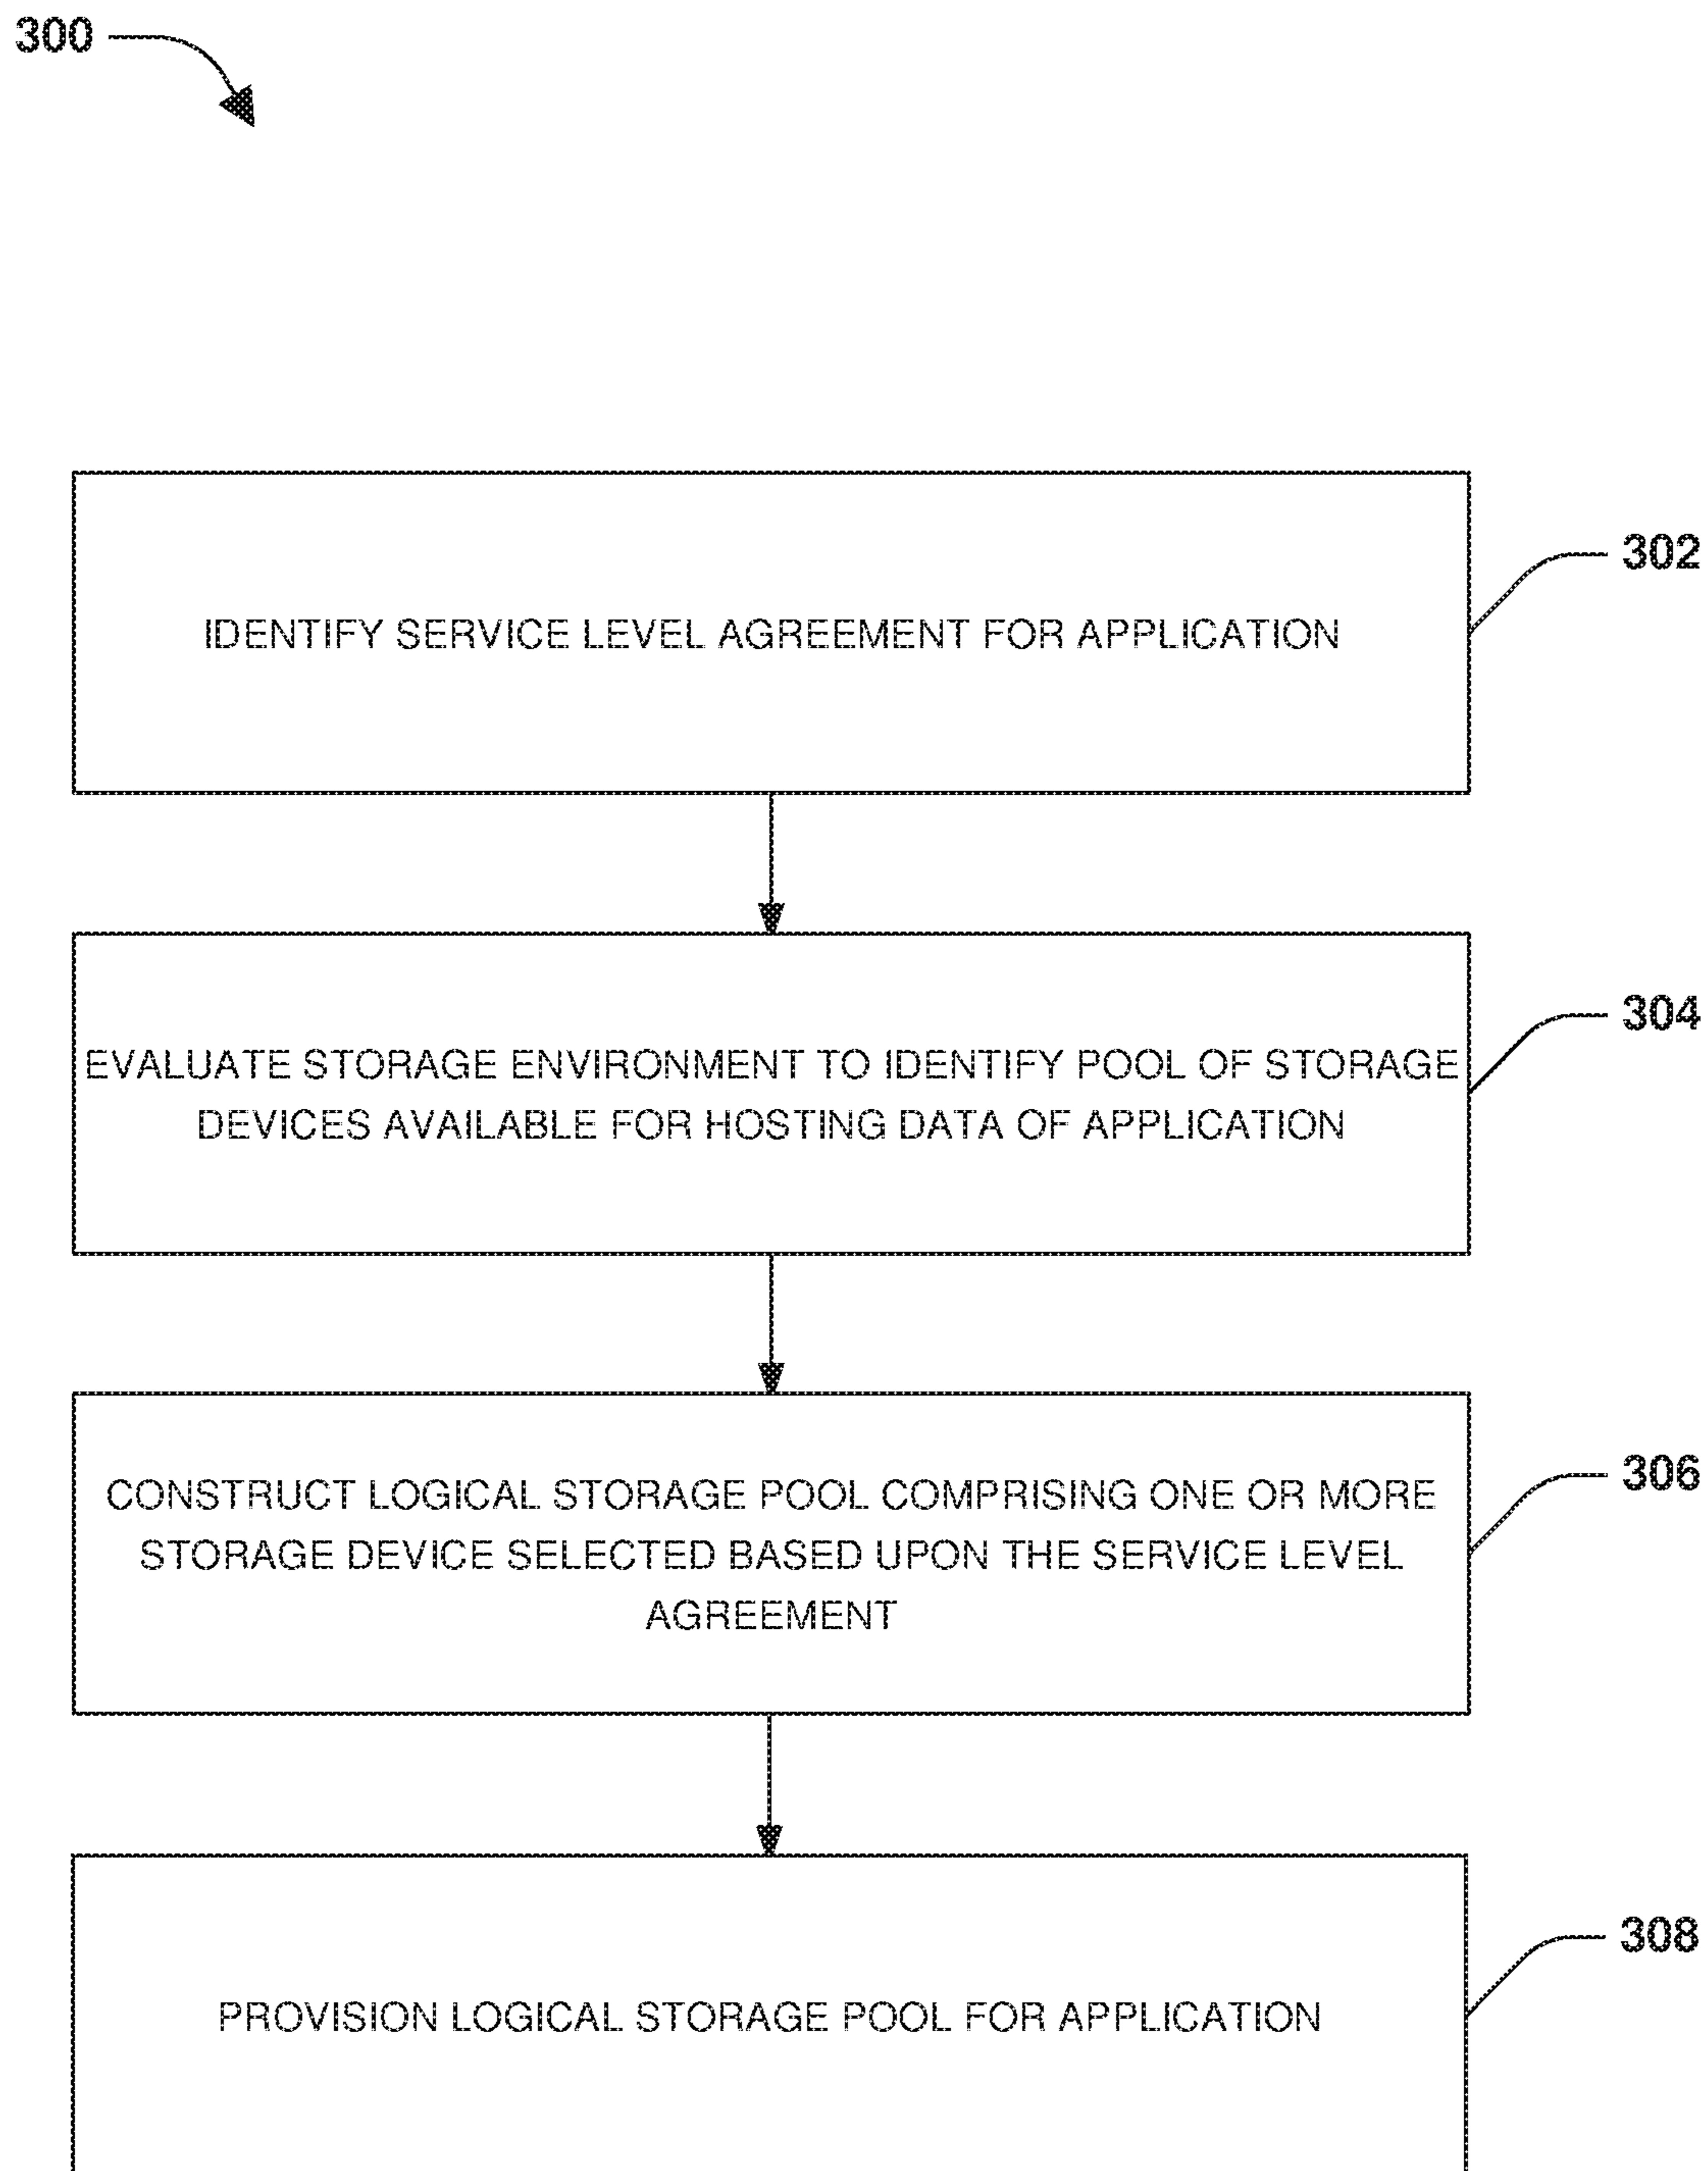 300
IDENTIFY SERVICE LEVEL AGREEMENT FOR APPLICATION
302
EVALUATE STORAGE ENVIRONMENT TO IDENTIFY POOL OF STORAGE
DEVICES AVAILABLE FOR HOSTING DATA OF APPLICATION
304
CONSTRUCT LOGICAL STORAGE POOL COMPRISING ONE OR MORE
STORAGE DEVICE SELECTED BASED UPON THE SERVICE LEVEL
AGREEMENT
306
PROVISION LOGICAL STORAGE POOL FOR APPLICATION
308